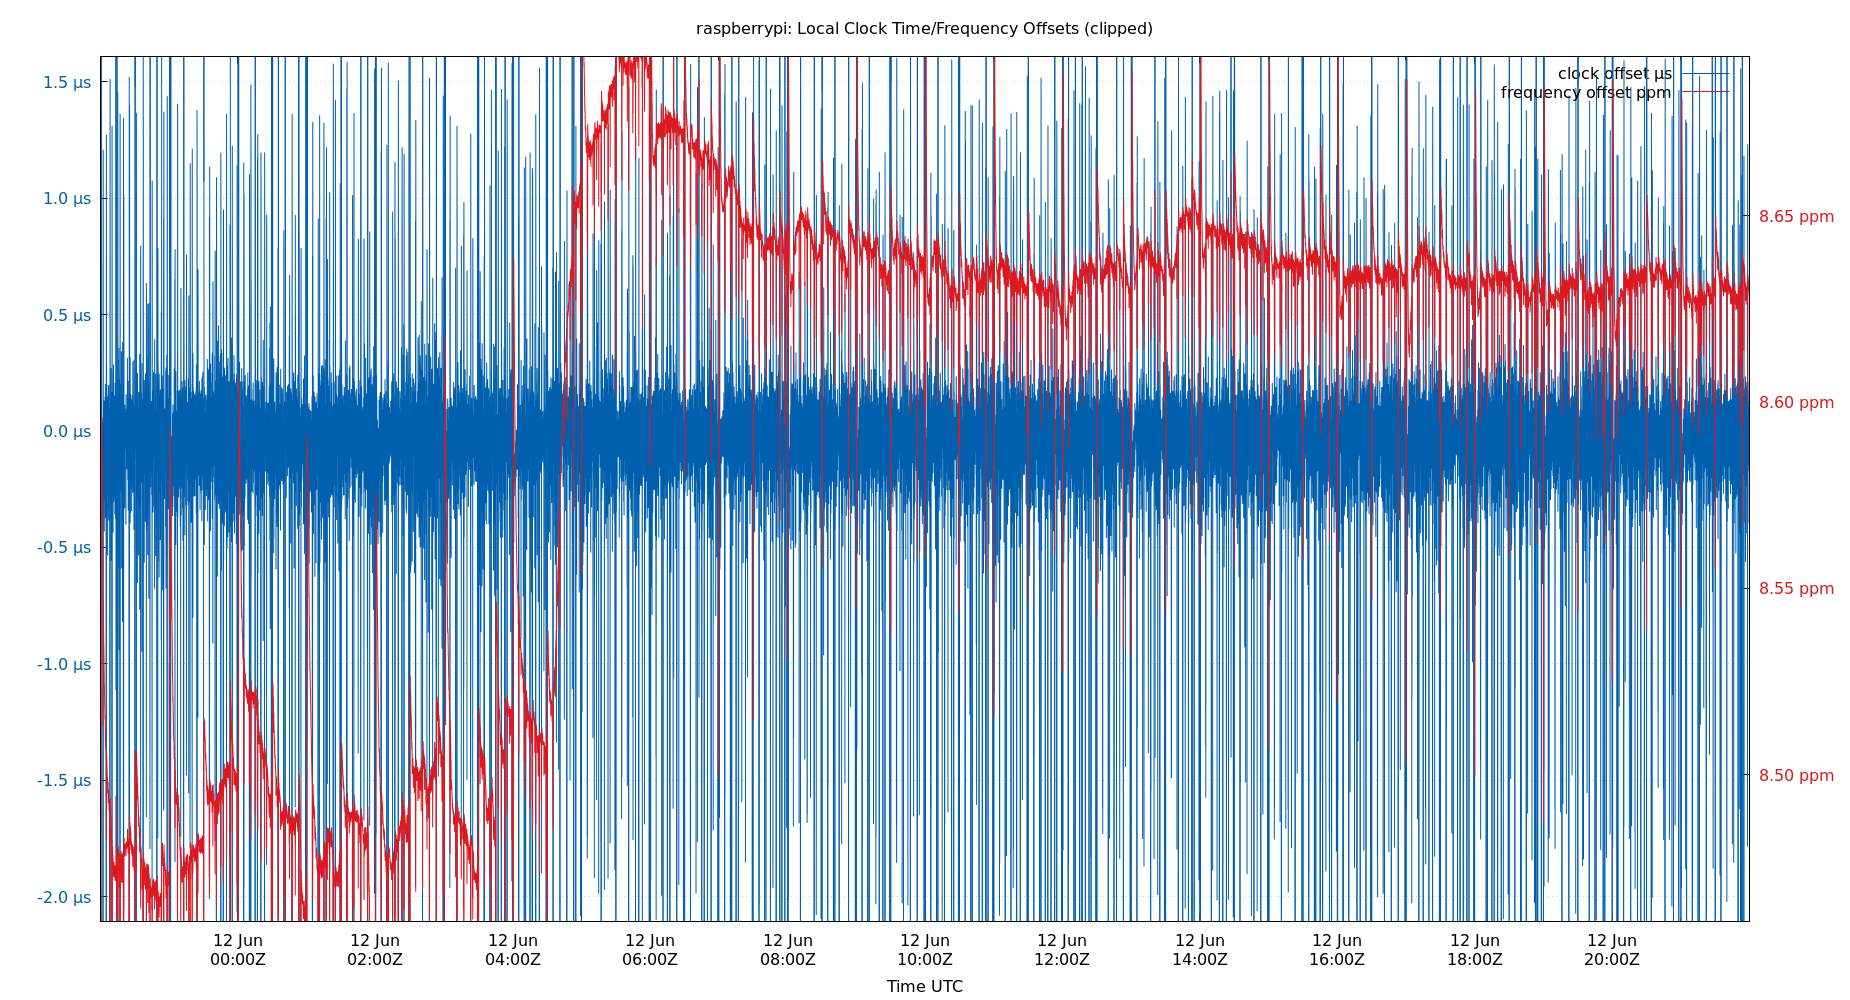 raspberrypi: Local Clock Time/Frequency Offsets (clipped)
clock offset µs
frequency offset ppm
1.5 µs
1.0 µs
0.5 µs
0.0 µs
-0.5 µs
-1.0 µs
-1.5 µs
-2.0 µs
8.65 ppm
8.60 ppm
8.55 ppm
8.50 ppm
12 Jun 12 Jun 12 Jun 12 Jun 12 Jun 12 Jun 12 Jun 12 Jun 12 Jun 12 Jun 12 Jun
00:00Z 02:00Z 04:00Z 06:00Z 08:00Z 10:00Z 12:00Z 14:00Z 16:00Z 18:00Z 20:00Z
Time UTC